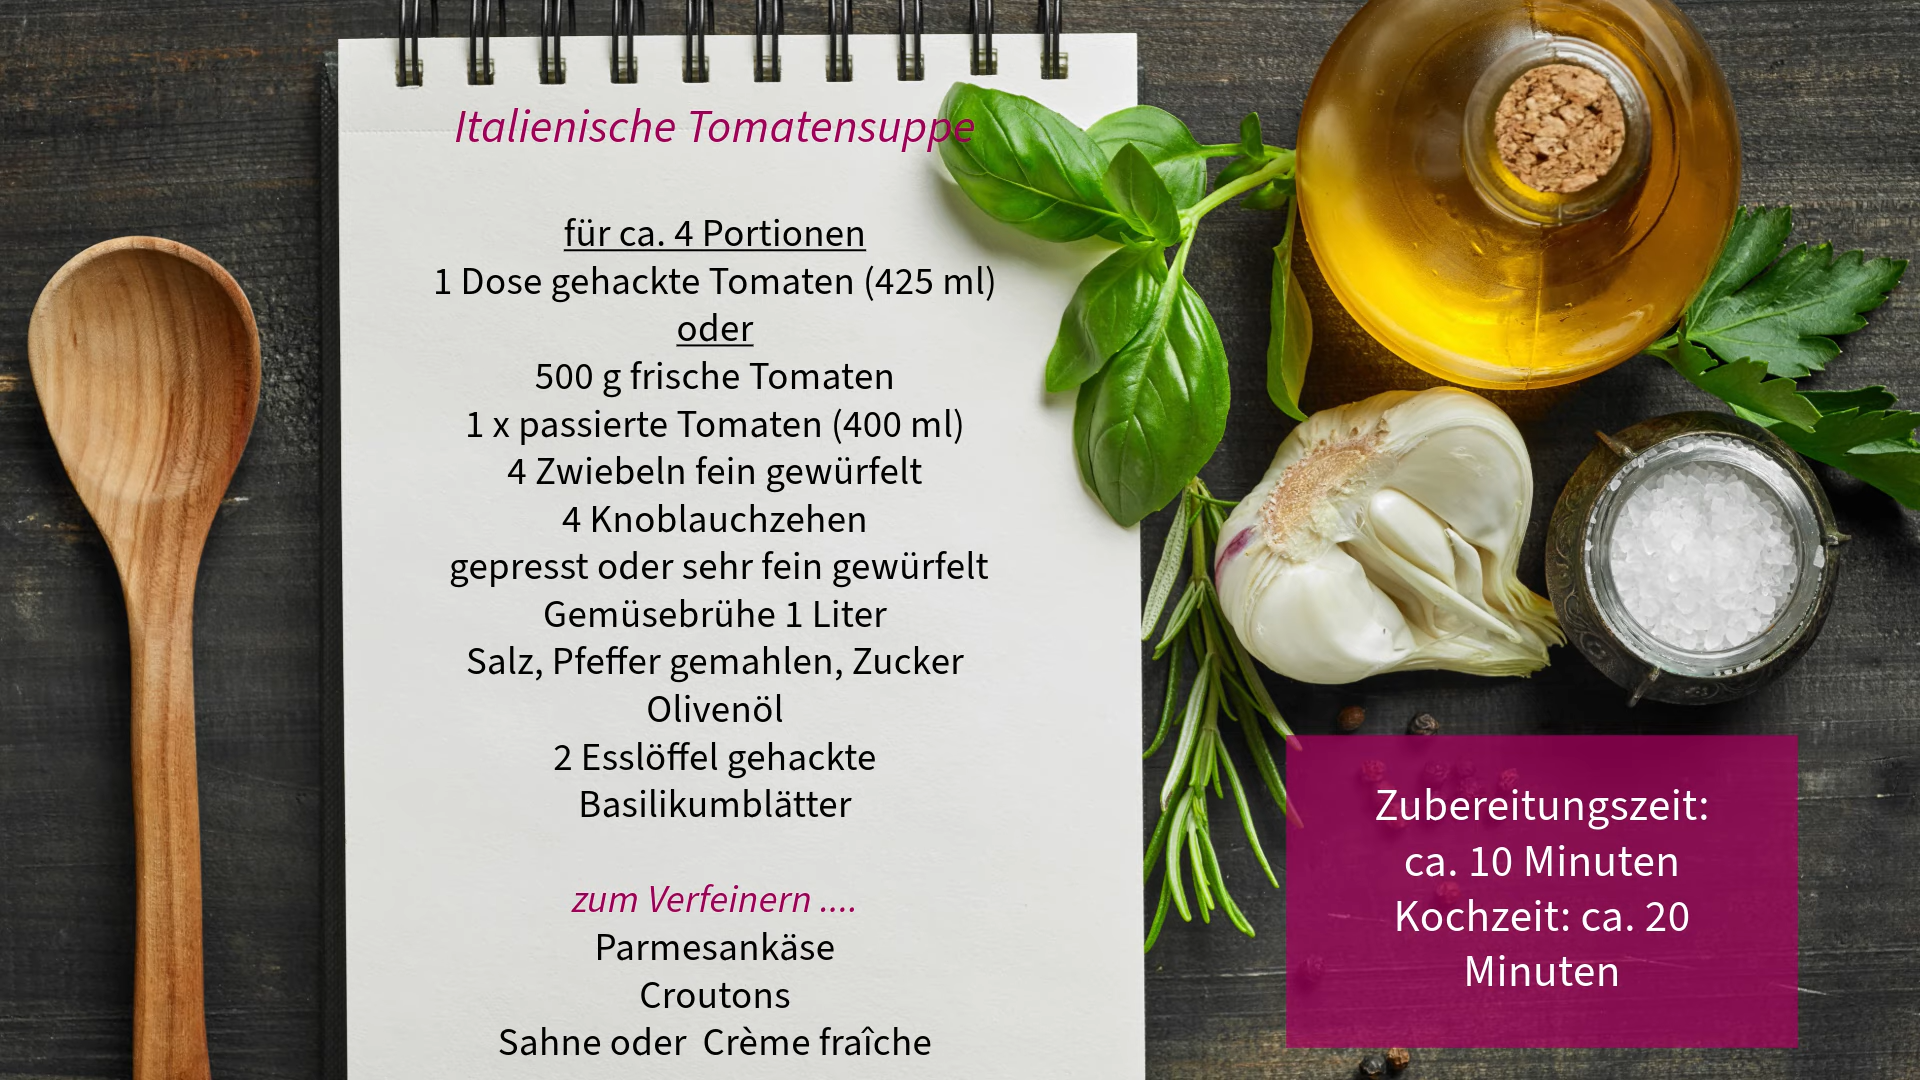 Italienische Tomatensuppe
für ca. 4 Portionen
1 Dose gehackte Tomaten (425 ml)
oder
500 g frische Tomaten
1 x passierte Tomaten (400 ml)
4 Zwiebeln fein gewürfelt
4 Knoblauchzehen
gepresst oder sehr fein gewürfelt
Gemüsebrühe 1 Liter
Salz, Pfeffer gemahlen, Zucker
Olivenöl
2 Esslöffel gehackte
Basilikumblätter
zum Verfeinern ....
Parmesankäse
Croutons
Sahne oder  Crème fraîche
Zubereitungszeit:
ca. 10 Minuten
Kochzeit: ca. 20
Minuten